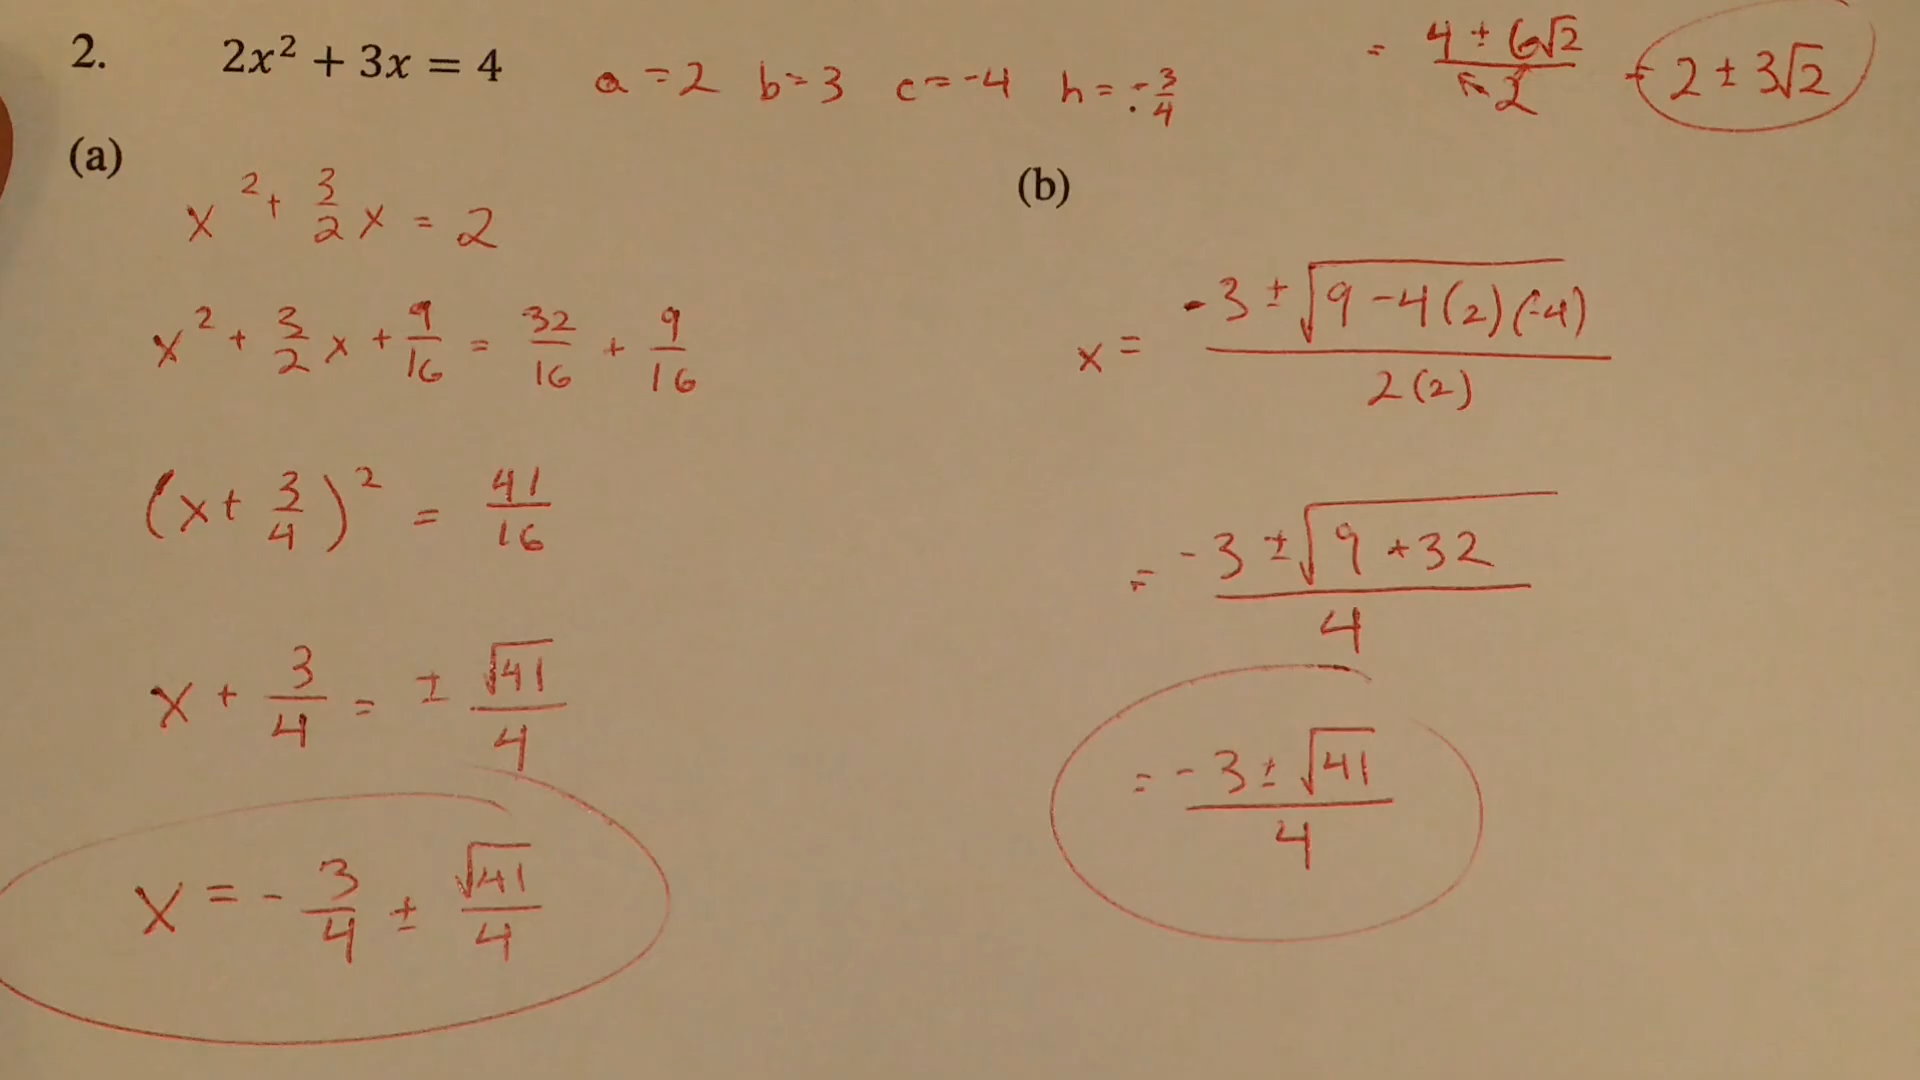 2. 2x² + 3x = 4 a = 2 b = 3 c = -4 h = -3/4
= (4 ± 6√2)/2 = 2 ± 3√2
(a)
x² + 3/2 x = 2
x² + 3/2 x + 9/16 = 32/16 + 9/16
(x + 3/4)² = 41/16
x + 3/4 = ± √41/4
x = - 3/4 ± √41/4
(b)
x = (-3 ± √(9 - 4(2)(-4)))/(2(2))
= (-3 ± √(9 + 32))/4
= (-3 ± √41)/4